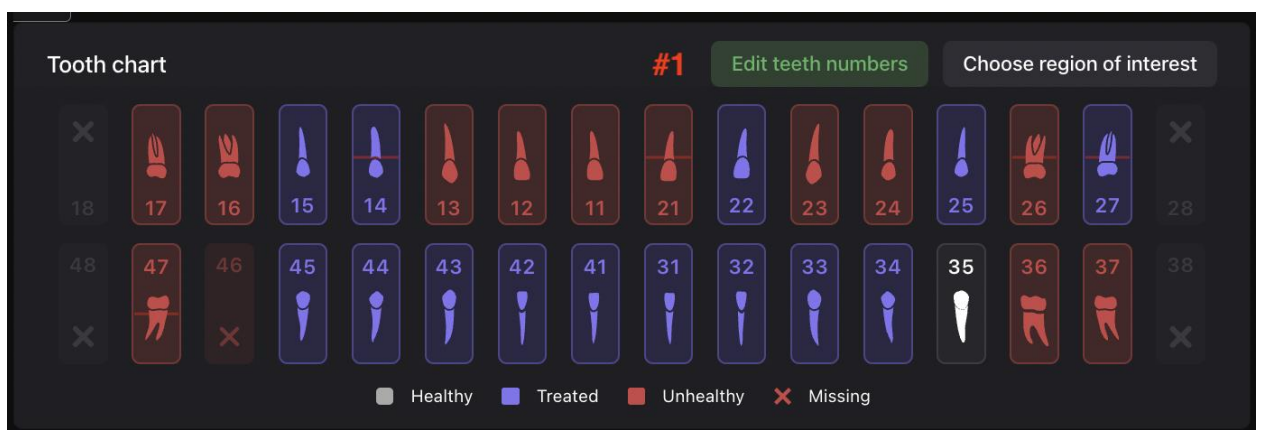 Tooth chart #1 Edit teeth numbers Choose region of interest
18 17 16 15 14 13 12 11 21 22 23 24 25 26 27 28
48 47 46 45 44 43 42 41 31 32 33 34 35 36 37 38
Healthy Treated Unhealthy Missing